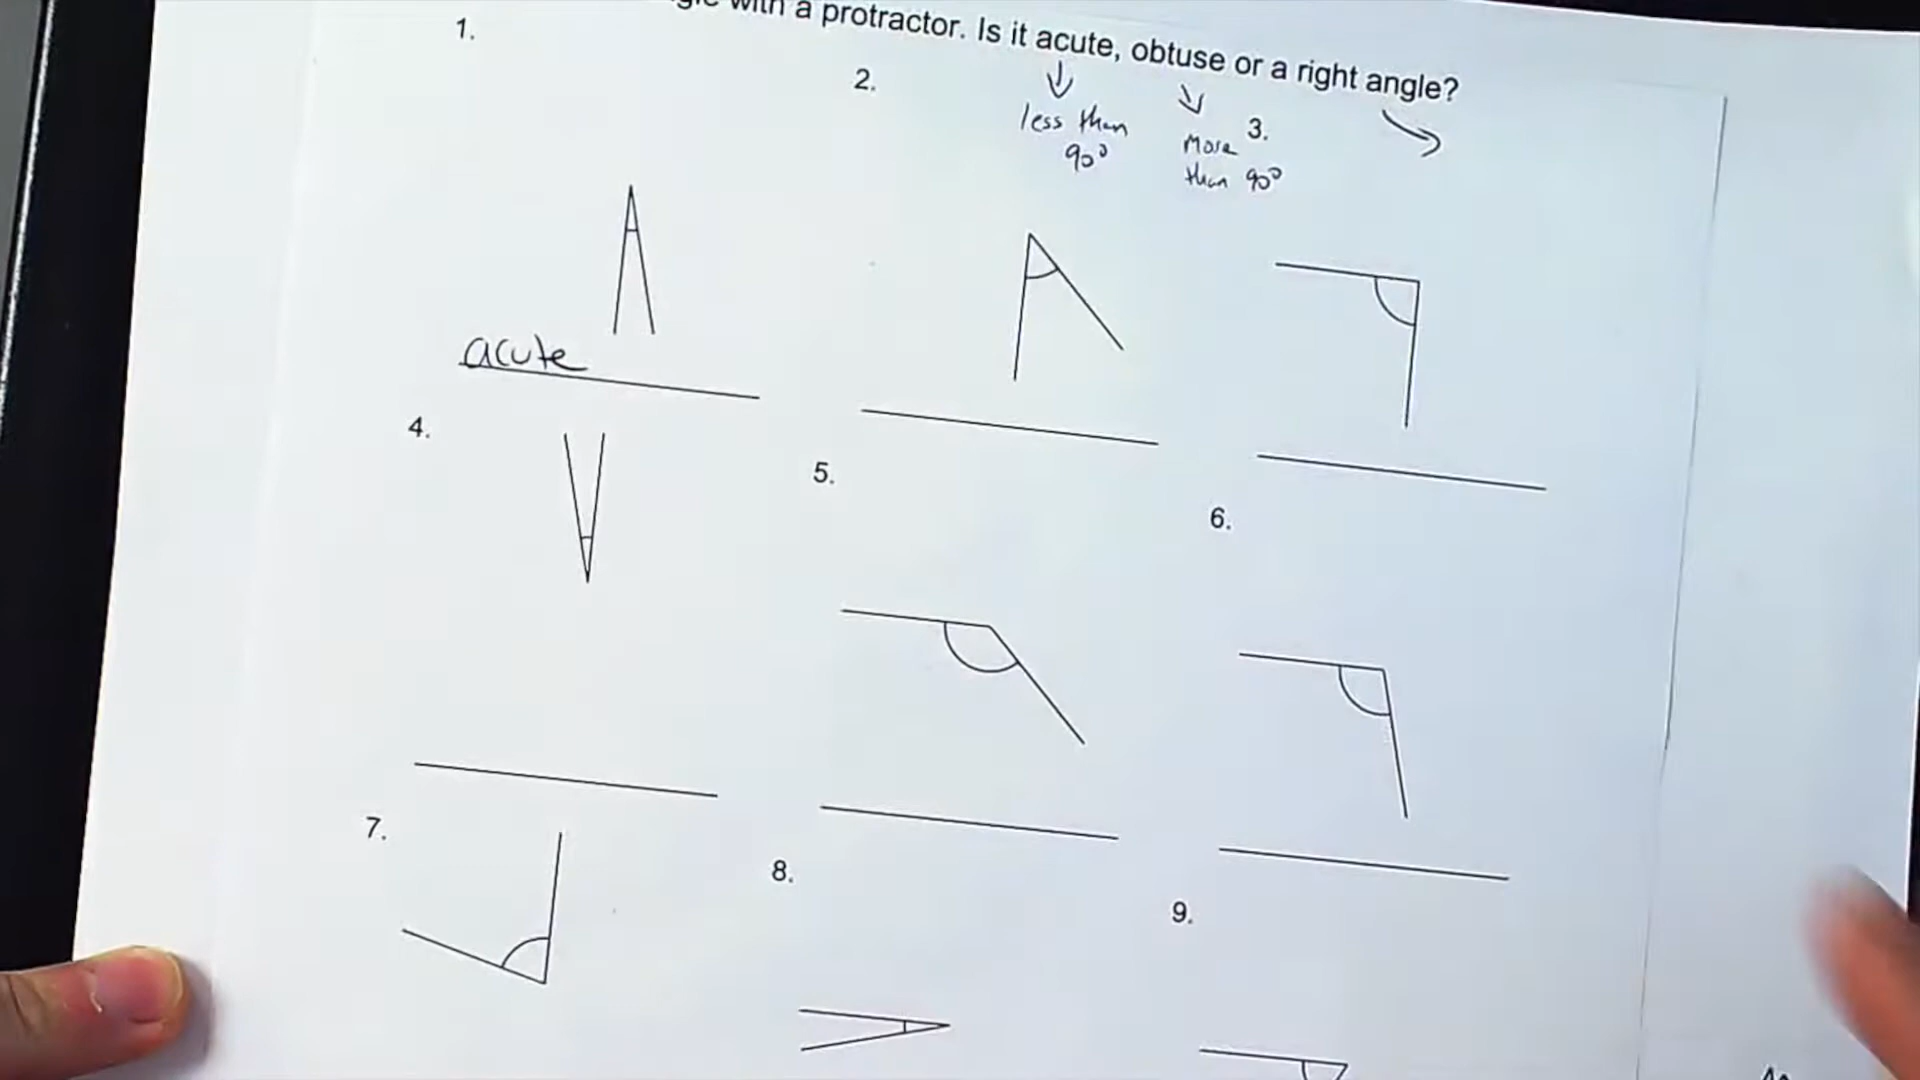 1.
with a protractor. Is it acute, obtuse or a right angle?
2.
less than
90°
More
than 90°
3.
acute
4.
5.
6.
7.
8.
9.